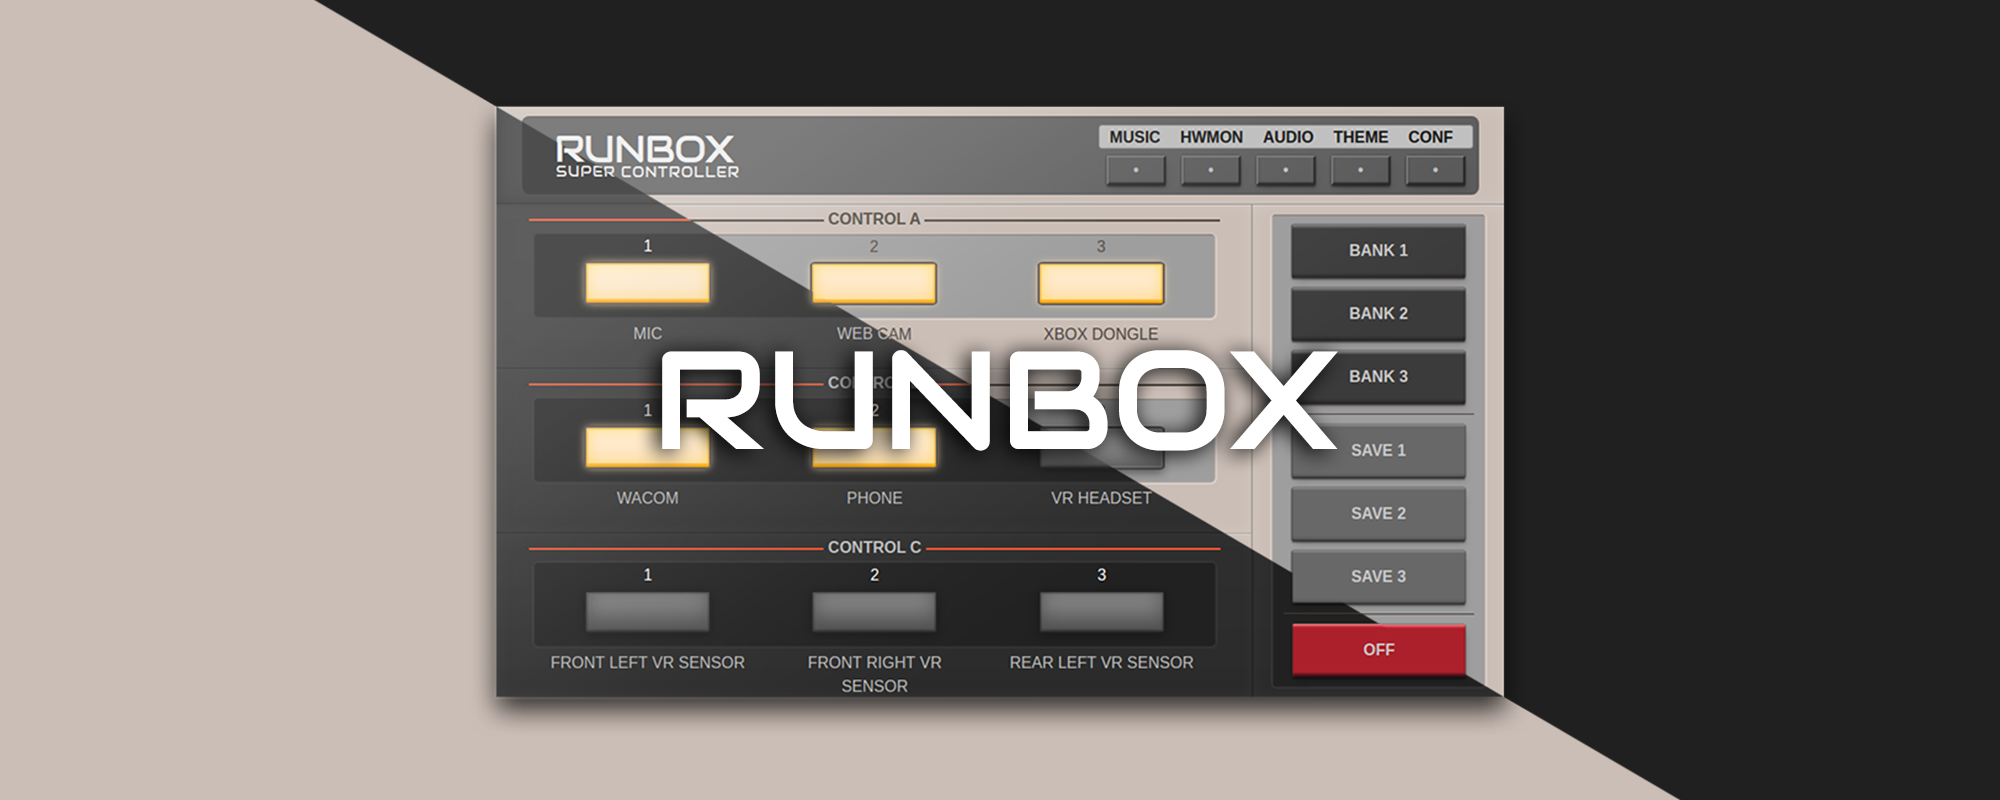 RUNBOX
SUPER CONTROLLER
MUSIC HWMON AUDIO THEME CONF
CONTROL A
1 2 3
MIC WEB CAM XBOX DONGLE
RUNBOX
1 2
WACOM PHONE VR HEADSET
CONTROL C
1 2 3
FRONT LEFT VR SENSOR FRONT RIGHT VR SENSOR REAR LEFT VR SENSOR
BANK 1
BANK 2
BANK 3
SAVE 1
SAVE 2
SAVE 3
OFF